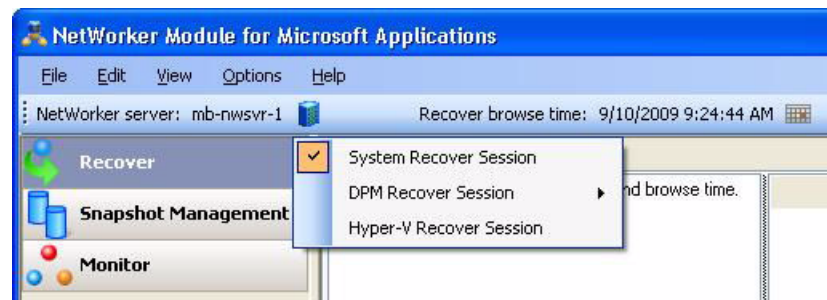 NetWorker Module for Microsoft Applications
File Edit View Options Help
NetWorker server: mb-nwsvr-1 Recover browse time: 9/10/2009 9:24:44 AM
Recover
System Recover Session
DPM Recover Session
nd browse time.
Snapshot Management
Hyper-V Recover Session
Monitor